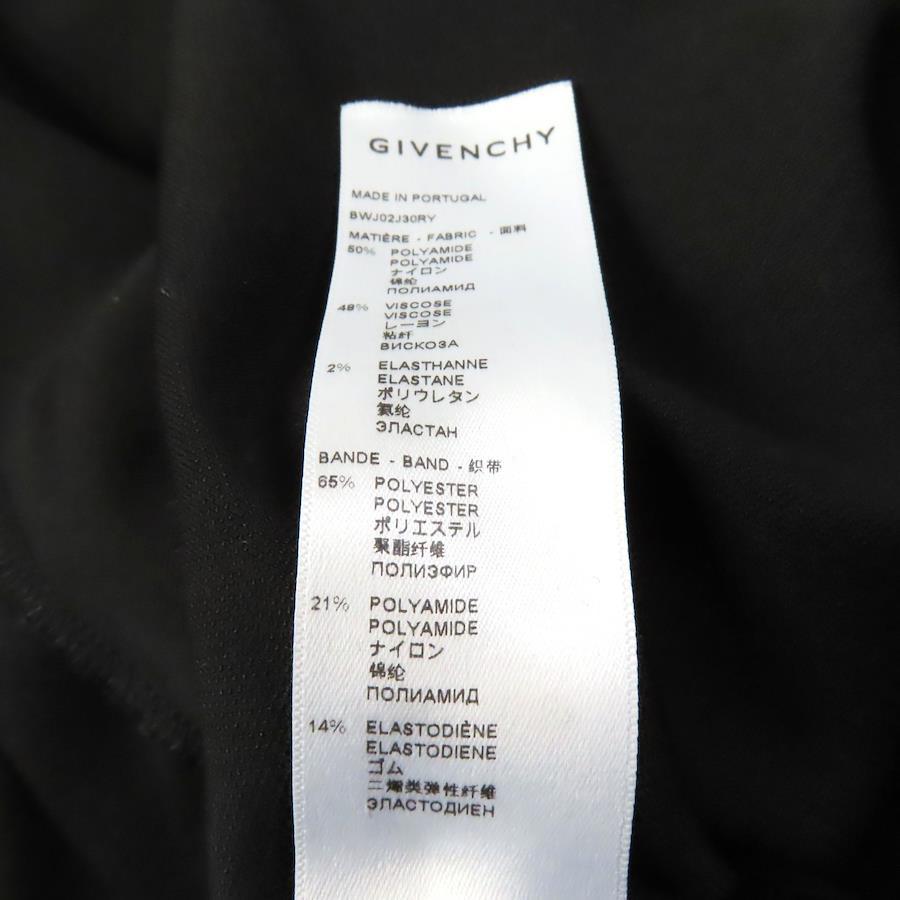 GIVENCHY
MADE IN PORTUGAL
BWJ02J30RY
MATIÈRE - FABRIC - 面料
50% POLYAMIDE
POLYAMIDE
ナイロン
锦纶
ПОЛИАМИД
48% VISCOSE
VISCOSE
レーヨン
粘纤
ВИСКОЗА
2% ELASTHANNE
ELASTANE
ポリウレタン
氨纶
ЭЛАСТАН
BANDE - BAND - 织带
65% POLYESTER
POLYESTER
ポリエステル
聚酯纤维
ПОЛИЭФИР
21% POLYAMIDE
POLYAMIDE
ナイロン
锦纶
ПОЛИАМИД
14% ELASTODIÈNE
ELASTODIENE
ゴム
二烯类弹性纤维
ЭЛАСТОДИЕН